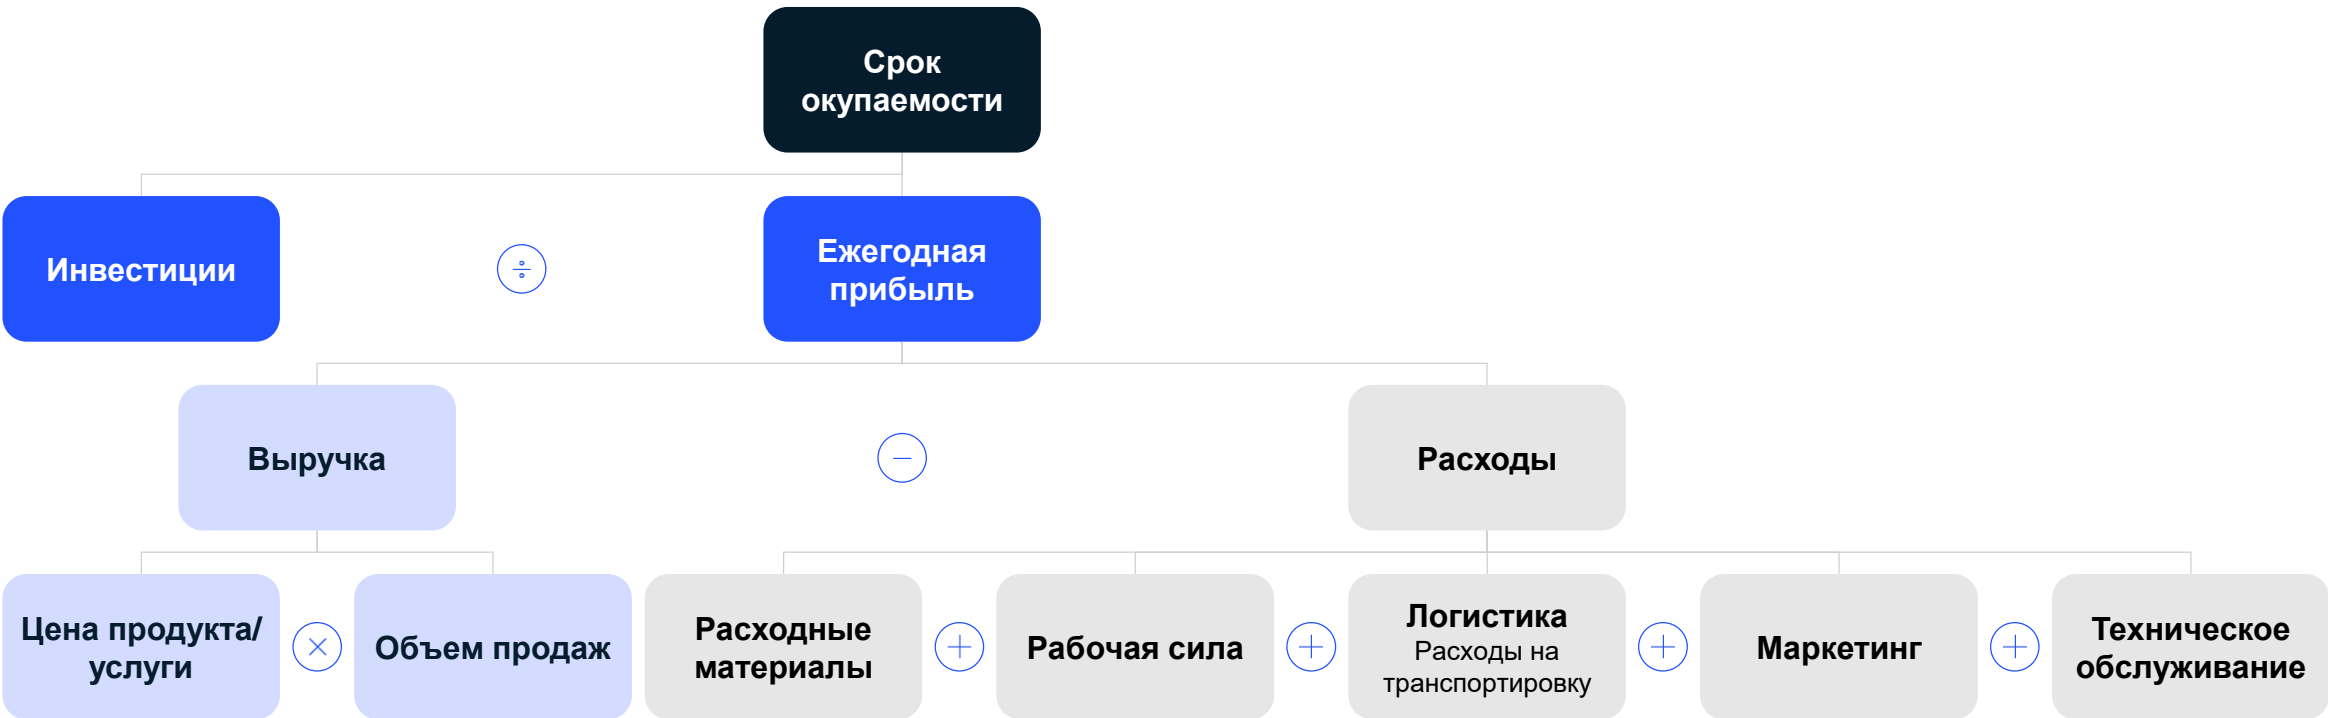 Срок
окупаемости
Инвестиции
÷
Ежегодная
прибыль
Выручка
−
Расходы
Цена продукта/
услуги
×
Объем продаж
Расходные
материалы
+
Рабочая сила
+
Логистика
Расходы на
транспортировку
+
Маркетинг
+
Техническое
обслуживание